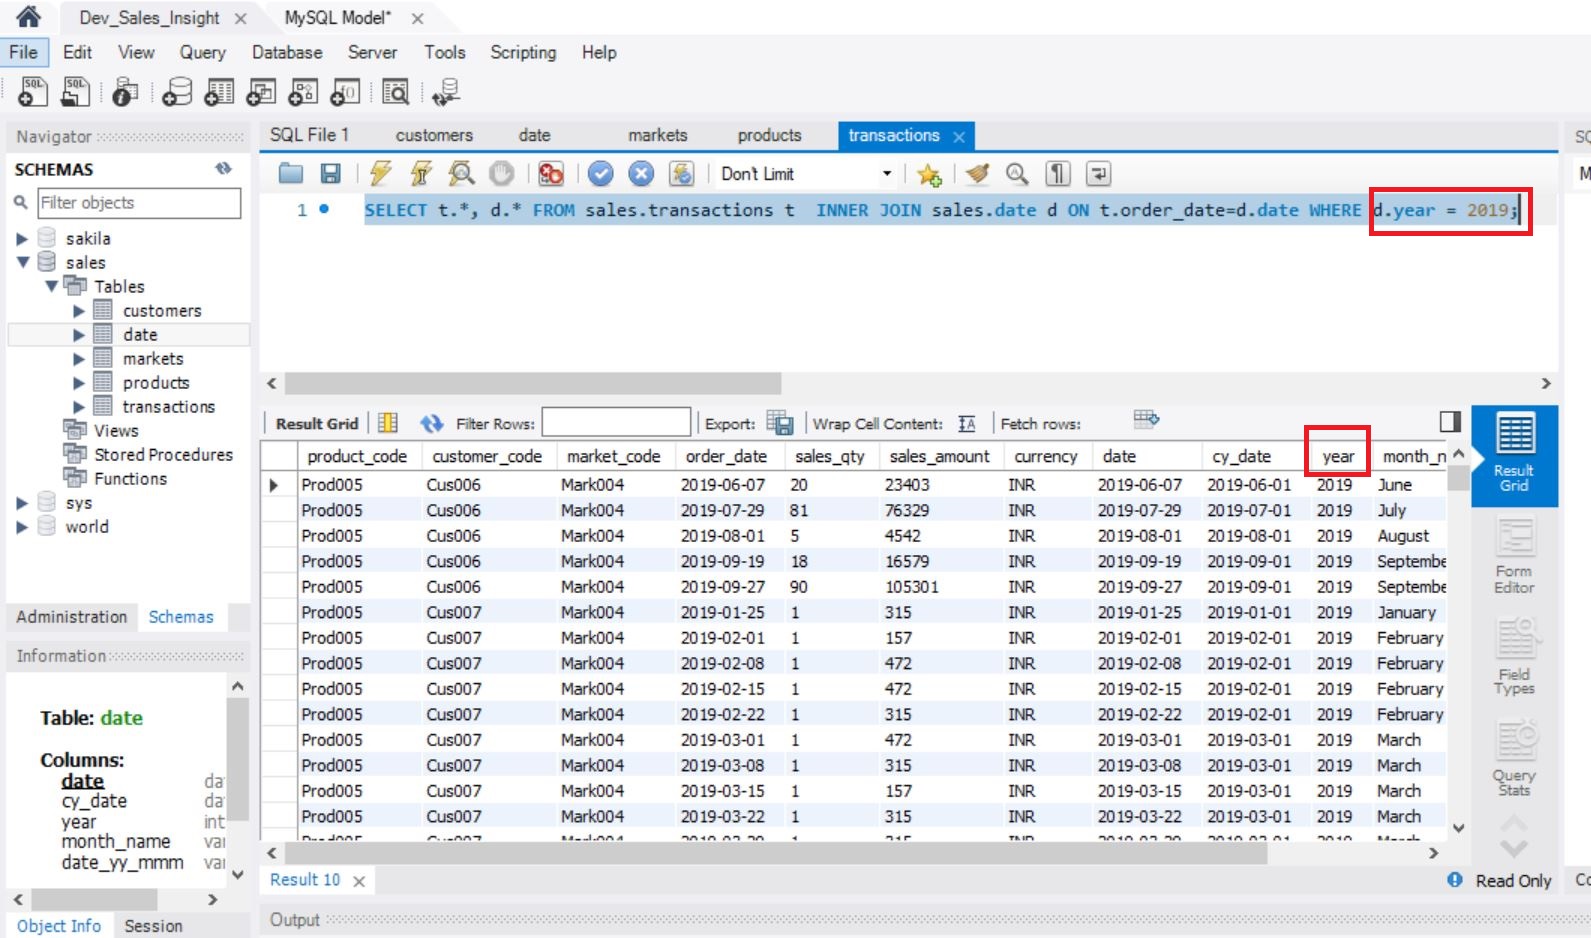 Dev_Sales_Insight
MySQL Model*
File Edit View Query Database Server Tools Scripting Help
Navigator
SCHEMAS
Filter objects
sakila
sales
Tables
customers
date
markets
products
transactions
Views
Stored Procedures
Functions
sys
world
Administration Schemas
Information
Table: date
Columns:
date da
cy_date da
year int
month_name va
date_yy_mmm va
Object Info Session
SQL File 1 customers date markets products transactions
Don't Limit
1 SELECT t.*, d.* FROM sales.transactions t INNER JOIN sales.date d ON t.order_date=d.date WHERE d.year = 2019;
Result Grid Filter Rows: Export: Wrap Cell Content: Fetch rows:
product_code customer_code market_code order_date sales_qty sales_amount currency date cy_date year month_n
Prod005 Cus006 Mark004 2019-06-07 20 23403 INR 2019-06-07 2019-06-01 2019 June
Prod005 Cus006 Mark004 2019-07-29 81 76329 INR 2019-07-29 2019-07-01 2019 July
Prod005 Cus006 Mark004 2019-08-01 5 4542 INR 2019-08-01 2019-08-01 2019 August
Prod005 Cus006 Mark004 2019-09-19 18 16579 INR 2019-09-19 2019-09-01 2019 Septembe
Prod005 Cus006 Mark004 2019-09-27 90 105301 INR 2019-09-27 2019-09-01 2019 Septembe
Prod005 Cus007 Mark004 2019-01-25 1 315 INR 2019-01-25 2019-01-01 2019 January
Prod005 Cus007 Mark004 2019-02-01 1 157 INR 2019-02-01 2019-02-01 2019 February
Prod005 Cus007 Mark004 2019-02-08 1 472 INR 2019-02-08 2019-02-01 2019 February
Prod005 Cus007 Mark004 2019-02-15 1 472 INR 2019-02-15 2019-02-01 2019 February
Prod005 Cus007 Mark004 2019-02-22 1 315 INR 2019-02-22 2019-02-01 2019 February
Prod005 Cus007 Mark004 2019-03-01 1 472 INR 2019-03-01 2019-03-01 2019 March
Prod005 Cus007 Mark004 2019-03-08 1 315 INR 2019-03-08 2019-03-01 2019 March
Prod005 Cus007 Mark004 2019-03-15 1 157 INR 2019-03-15 2019-03-01 2019 March
Prod005 Cus007 Mark004 2019-03-22 1 315 INR 2019-03-22 2019-03-01 2019 March
Result 10
Read Only
Output
Result
Grid
Form
Editor
Field
Types
Query
Stats